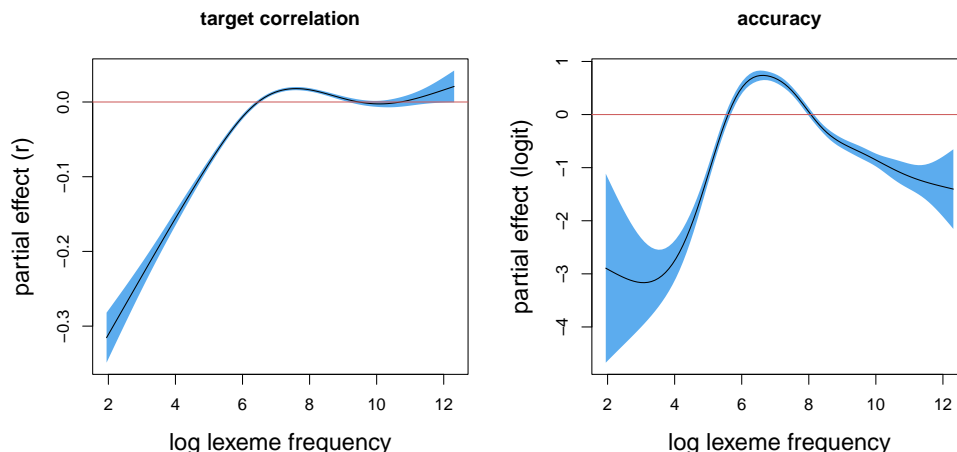 target correlation
partial effect (r)
0.0
−0.1
−0.2
−0.3
2 4 6 8 10 12
log lexeme frequency
accuracy
partial effect (logit)
1
0
−1
−2
−3
−4
2 4 6 8 10 12
log lexeme frequency